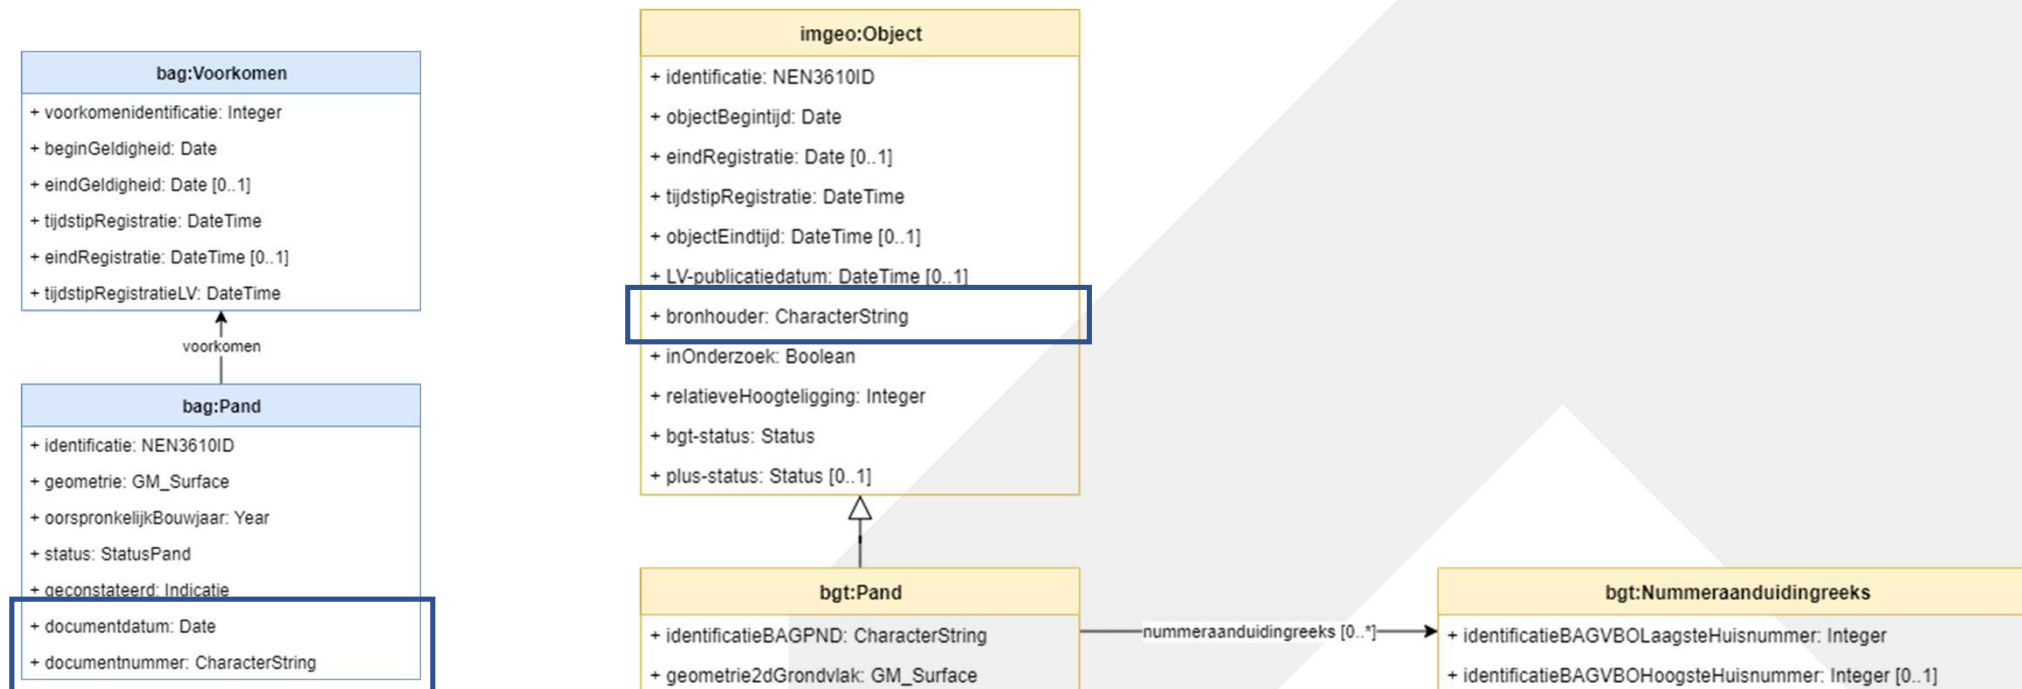 bag:Voorkomen
+ voorkomenidentificatie: Integer
+ beginGeldigheid: Date
+ eindGeldigheid: Date [0..1]
+ tijdstipRegistratie: DateTime
+ eindRegistratie: DateTime [0..1]
+ tijdstipRegistratieLV: DateTime
voorkomen
bag:Pand
+ identificatie: NEN3610ID
+ geometrie: GM_Surface
+ oorspronkelijkBouwjaar: Year
+ status: StatusPand
+ geconstateerd: Indicatie
+ documentdatum: Date
+ documentnummer: CharacterString
imgeo:Object
+ identificatie: NEN3610ID
+ objectBegintijd: Date
+ eindRegistratie: Date [0..1]
+ tijdstipRegistratie: DateTime
+ objectEindtijd: DateTime [0..1]
+ LV-publicatiedatum: DateTime [0..1]
+ bronhouder: CharacterString
+ inOnderzoek: Boolean
+ relatieveHoogteligging: Integer
+ bgt-status: Status
+ plus-status: Status [0..1]
bgt:Pand
+ identificatieBAGPND: CharacterString
+ geometrie2dGrondvlak: GM_Surface
nummeraanduidingreeks [0..*]
bgt:Nummeraanduidingreeks
+ identificatieBAGVBOLaagsteHuisnummer: Integer
+ identificatieBAGVBOHoogsteHuisnummer: Integer [0..1]